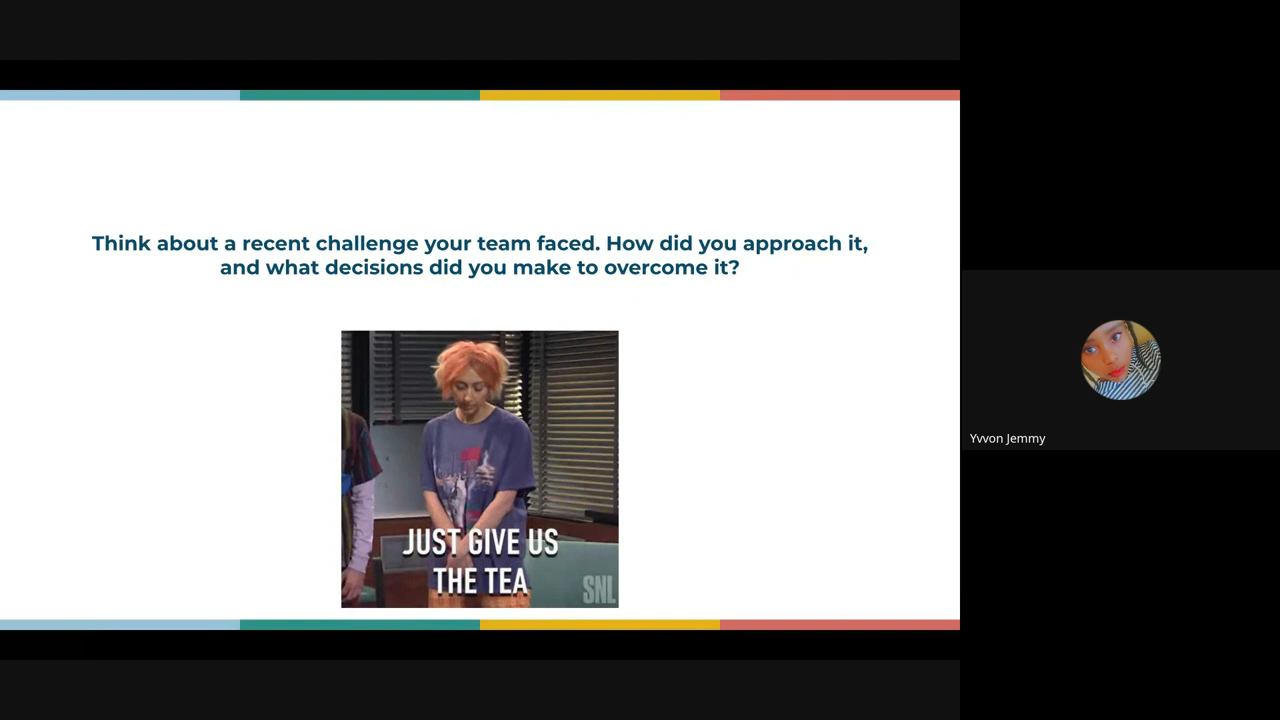 Think about a recent challenge your team faced. How did you approach it,
and what decisions did you make to overcome it?
JUST GIVE US
THE TEA
SNL
Yvvon Jemmy